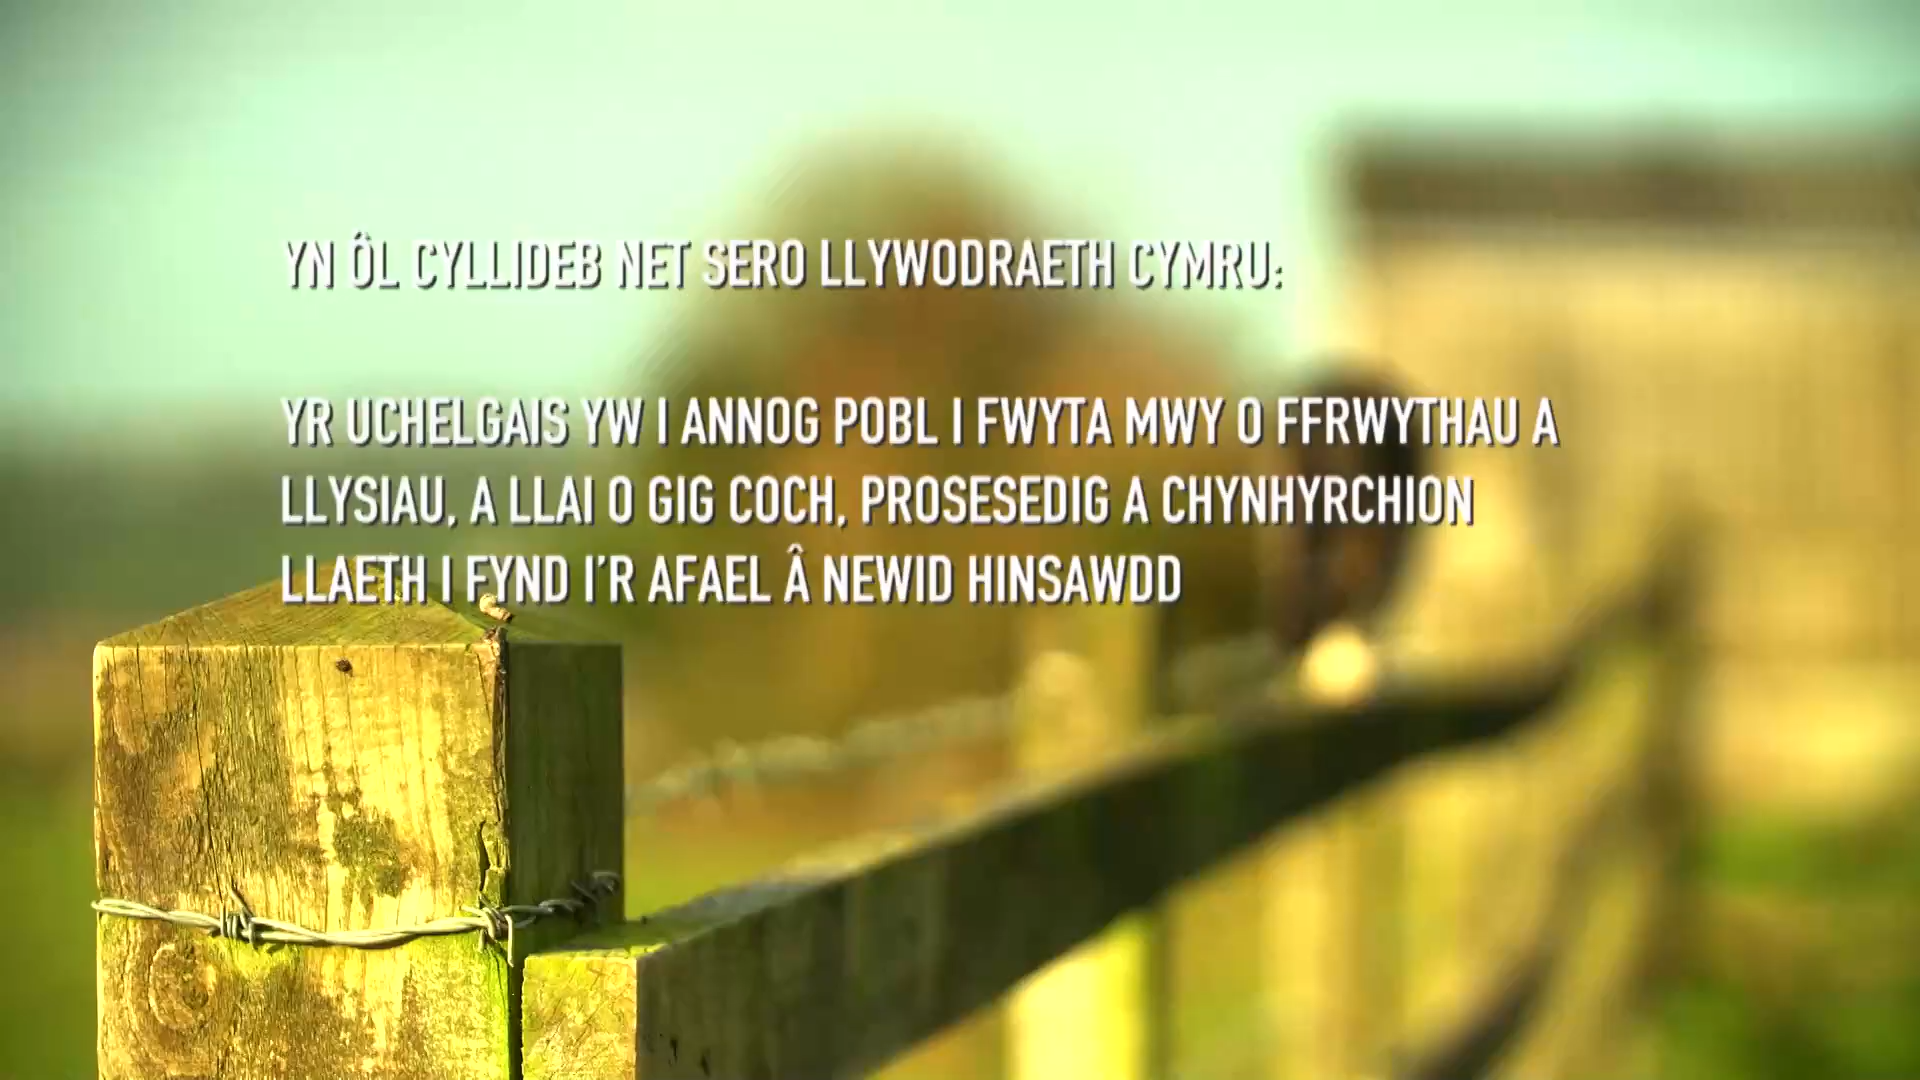 YN ÔL CYLLIDEB NET SERO LLYWODRAETH CYMRU:
YR UCHELGAIS YW I ANNOG POBL I FWYTA MWY O FFRWYTHAU A
LLYSIAU, A LLAI O GIG COCH, PROSESEDIG A CHYNHYRCHION
LLAETH I FYND I'R AFAEL Â NEWID HINSAWDD